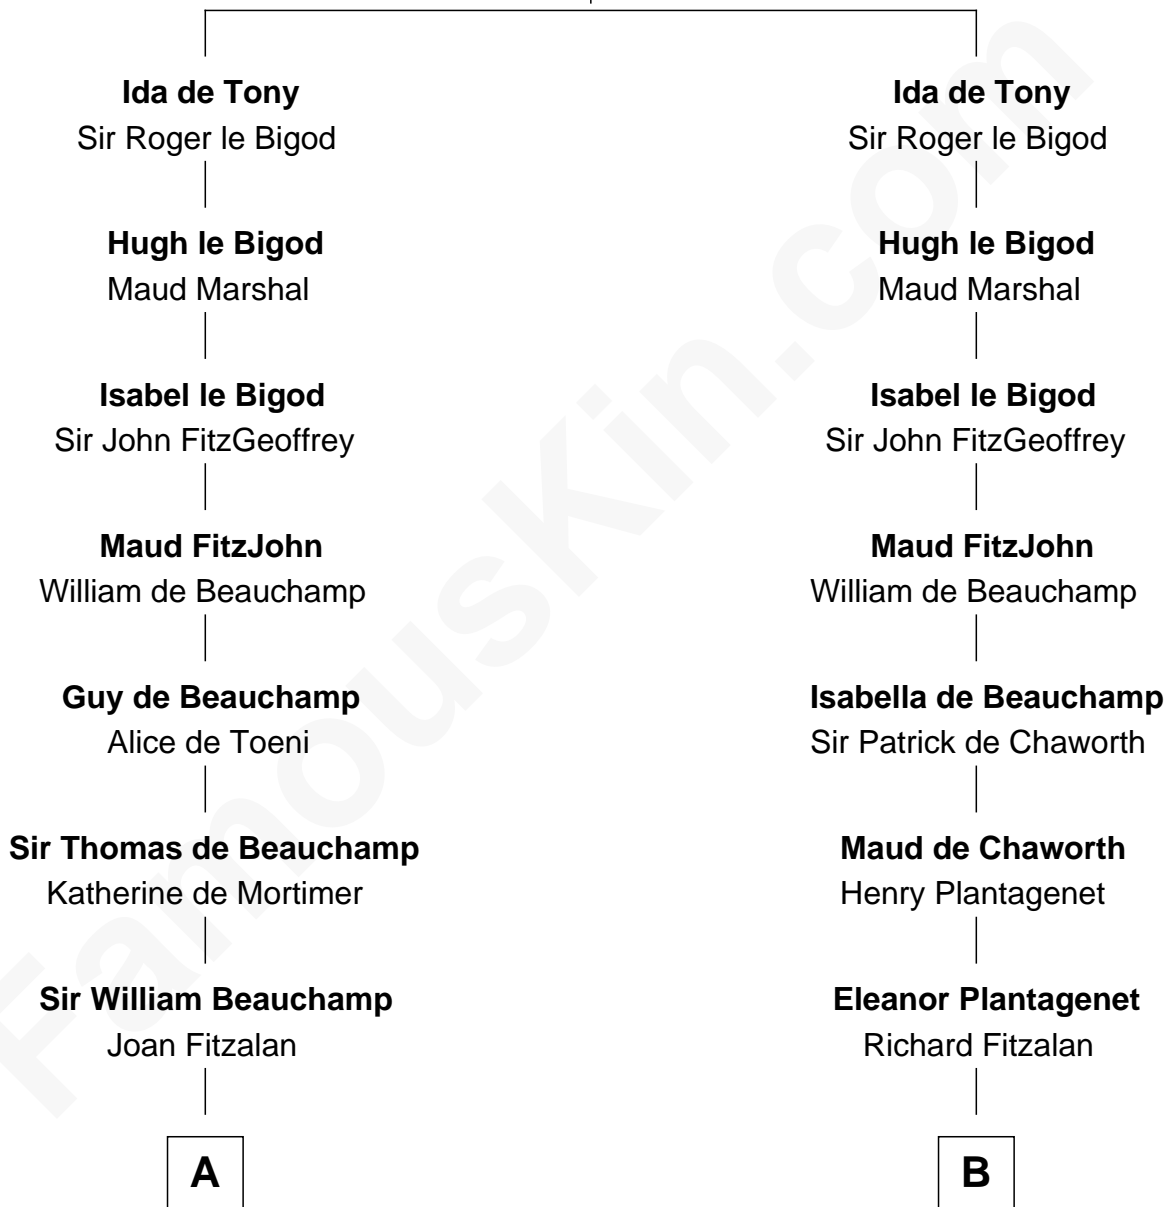 Ida de Tony
Sir Roger le Bigod
Hugh le Bigod
Maud Marshal
Isabel le Bigod
Sir John FitzGeoffrey
Maud FitzJohn
William de Beauchamp
Guy de Beauchamp
Alice de Toeni
Sir Thomas de Beauchamp
Katherine de Mortimer
Sir William Beauchamp
Joan Fitzalan
A
Ida de Tony
Sir Roger le Bigod
Hugh le Bigod
Maud Marshal
Isabel le Bigod
Sir John FitzGeoffrey
Maud FitzJohn
William de Beauchamp
Isabella de Beauchamp
Sir Patrick de Chaworth
Maud de Chaworth
Henry Plantagenet
Eleanor Plantagenet
Richard Fitzalan
B
FamousKin.com